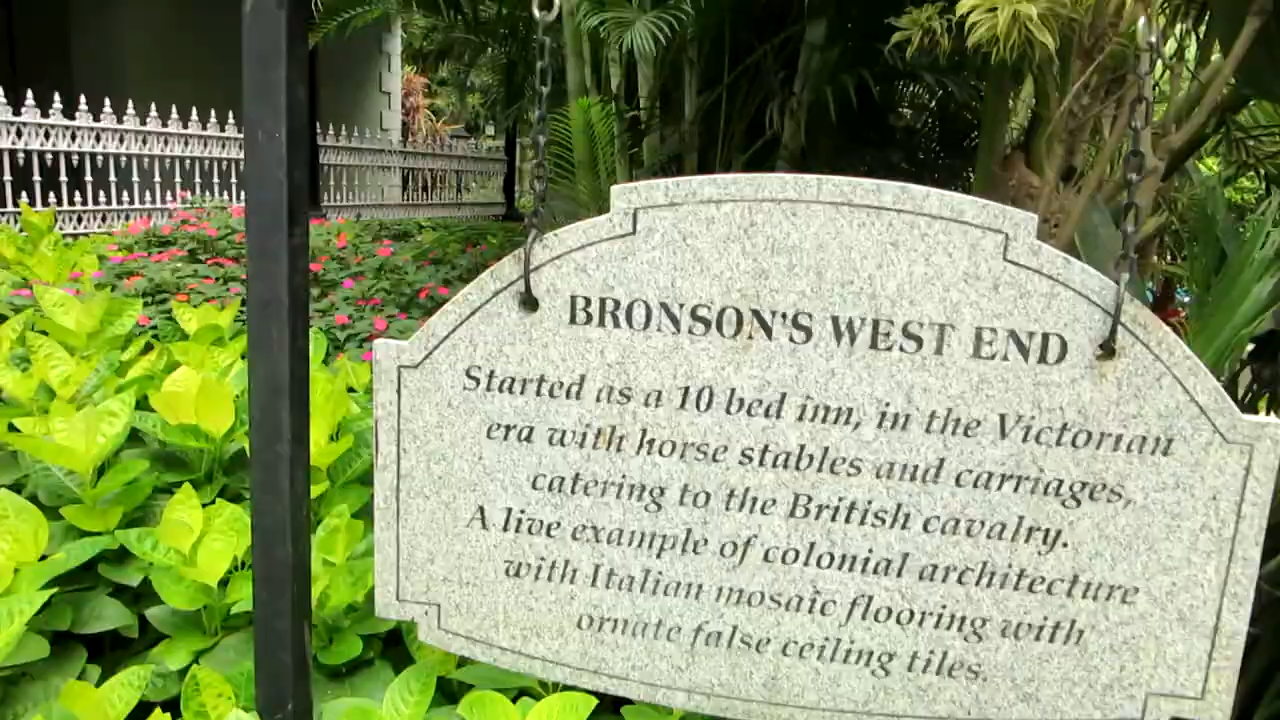 BRONSON'S WEST END
Started as a 10 bed inn, in the Victorian
era with horse stables and carriages,
catering to the British cavalry.
A live example of colonial architecture
with Italian mosaic flooring with
ornate false ceiling tiles.